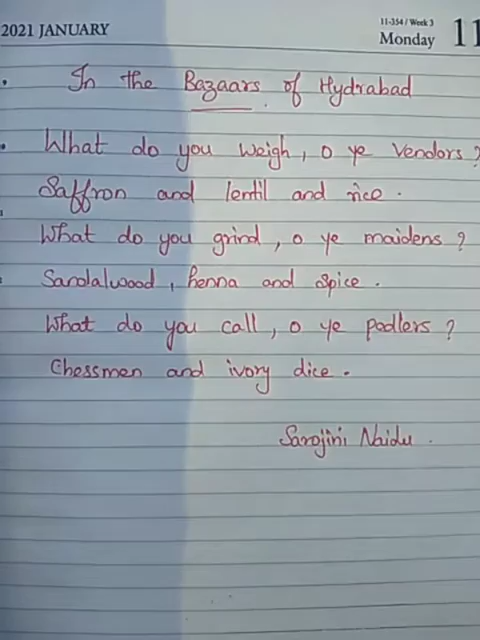 2021 JANUARY
11-354 / Week 3
Monday 11
In the Bazaars of Hydrabad
What do you weigh, o ye vendors?
Saffron and lentil and rice.
What do you grind, o ye maidens?
Sandalwood, henna and spice.
What do you call, o ye pedlers?
Chessmen and ivory dice.
Sarojini Naidu.